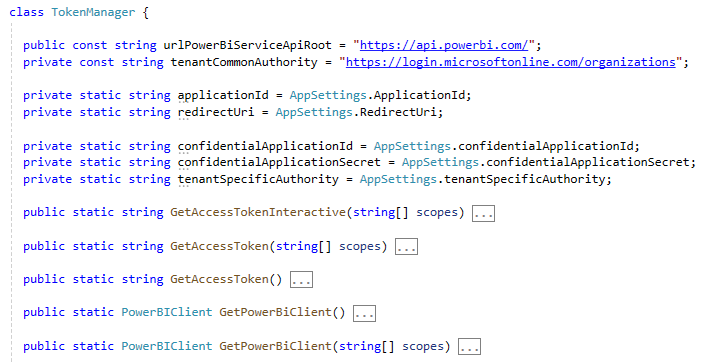 class TokenManager {
public const string urlPowerBiServiceApiRoot = "https://api.powerbi.com/";
private const string tenantCommonAuthority = "https://login.microsoftonline.com/organizations";
private static string applicationId = AppSettings.ApplicationId;
private static string redirectUri = AppSettings.RedirectUri;
private static string confidentialApplicationId = AppSettings.confidentialApplicationId;
private static string confidentialApplicationSecret = AppSettings.confidentialApplicationSecret;
private static string tenantSpecificAuthority = AppSettings.tenantSpecificAuthority;
public static string GetAccessTokenInteractive(string[] scopes) ...
public static string GetAccessToken(string[] scopes) ...
public static string GetAccessToken() ...
public static PowerBIClient GetPowerBiClient() ...
public static PowerBIClient GetPowerBiClient(string[] scopes) ...